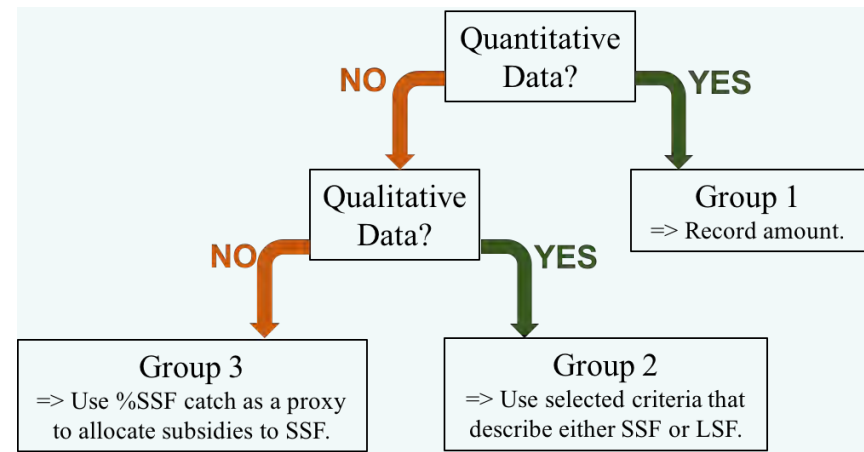 Quantitative
Data?
NO
YES
Qualitative
Data?
Group 1
=> Record amount.
NO
YES
Group 3
=> Use %SSF catch as a proxy
to allocate subsidies to SSF.
Group 2
=> Use selected criteria that
describe either SSF or LSF.